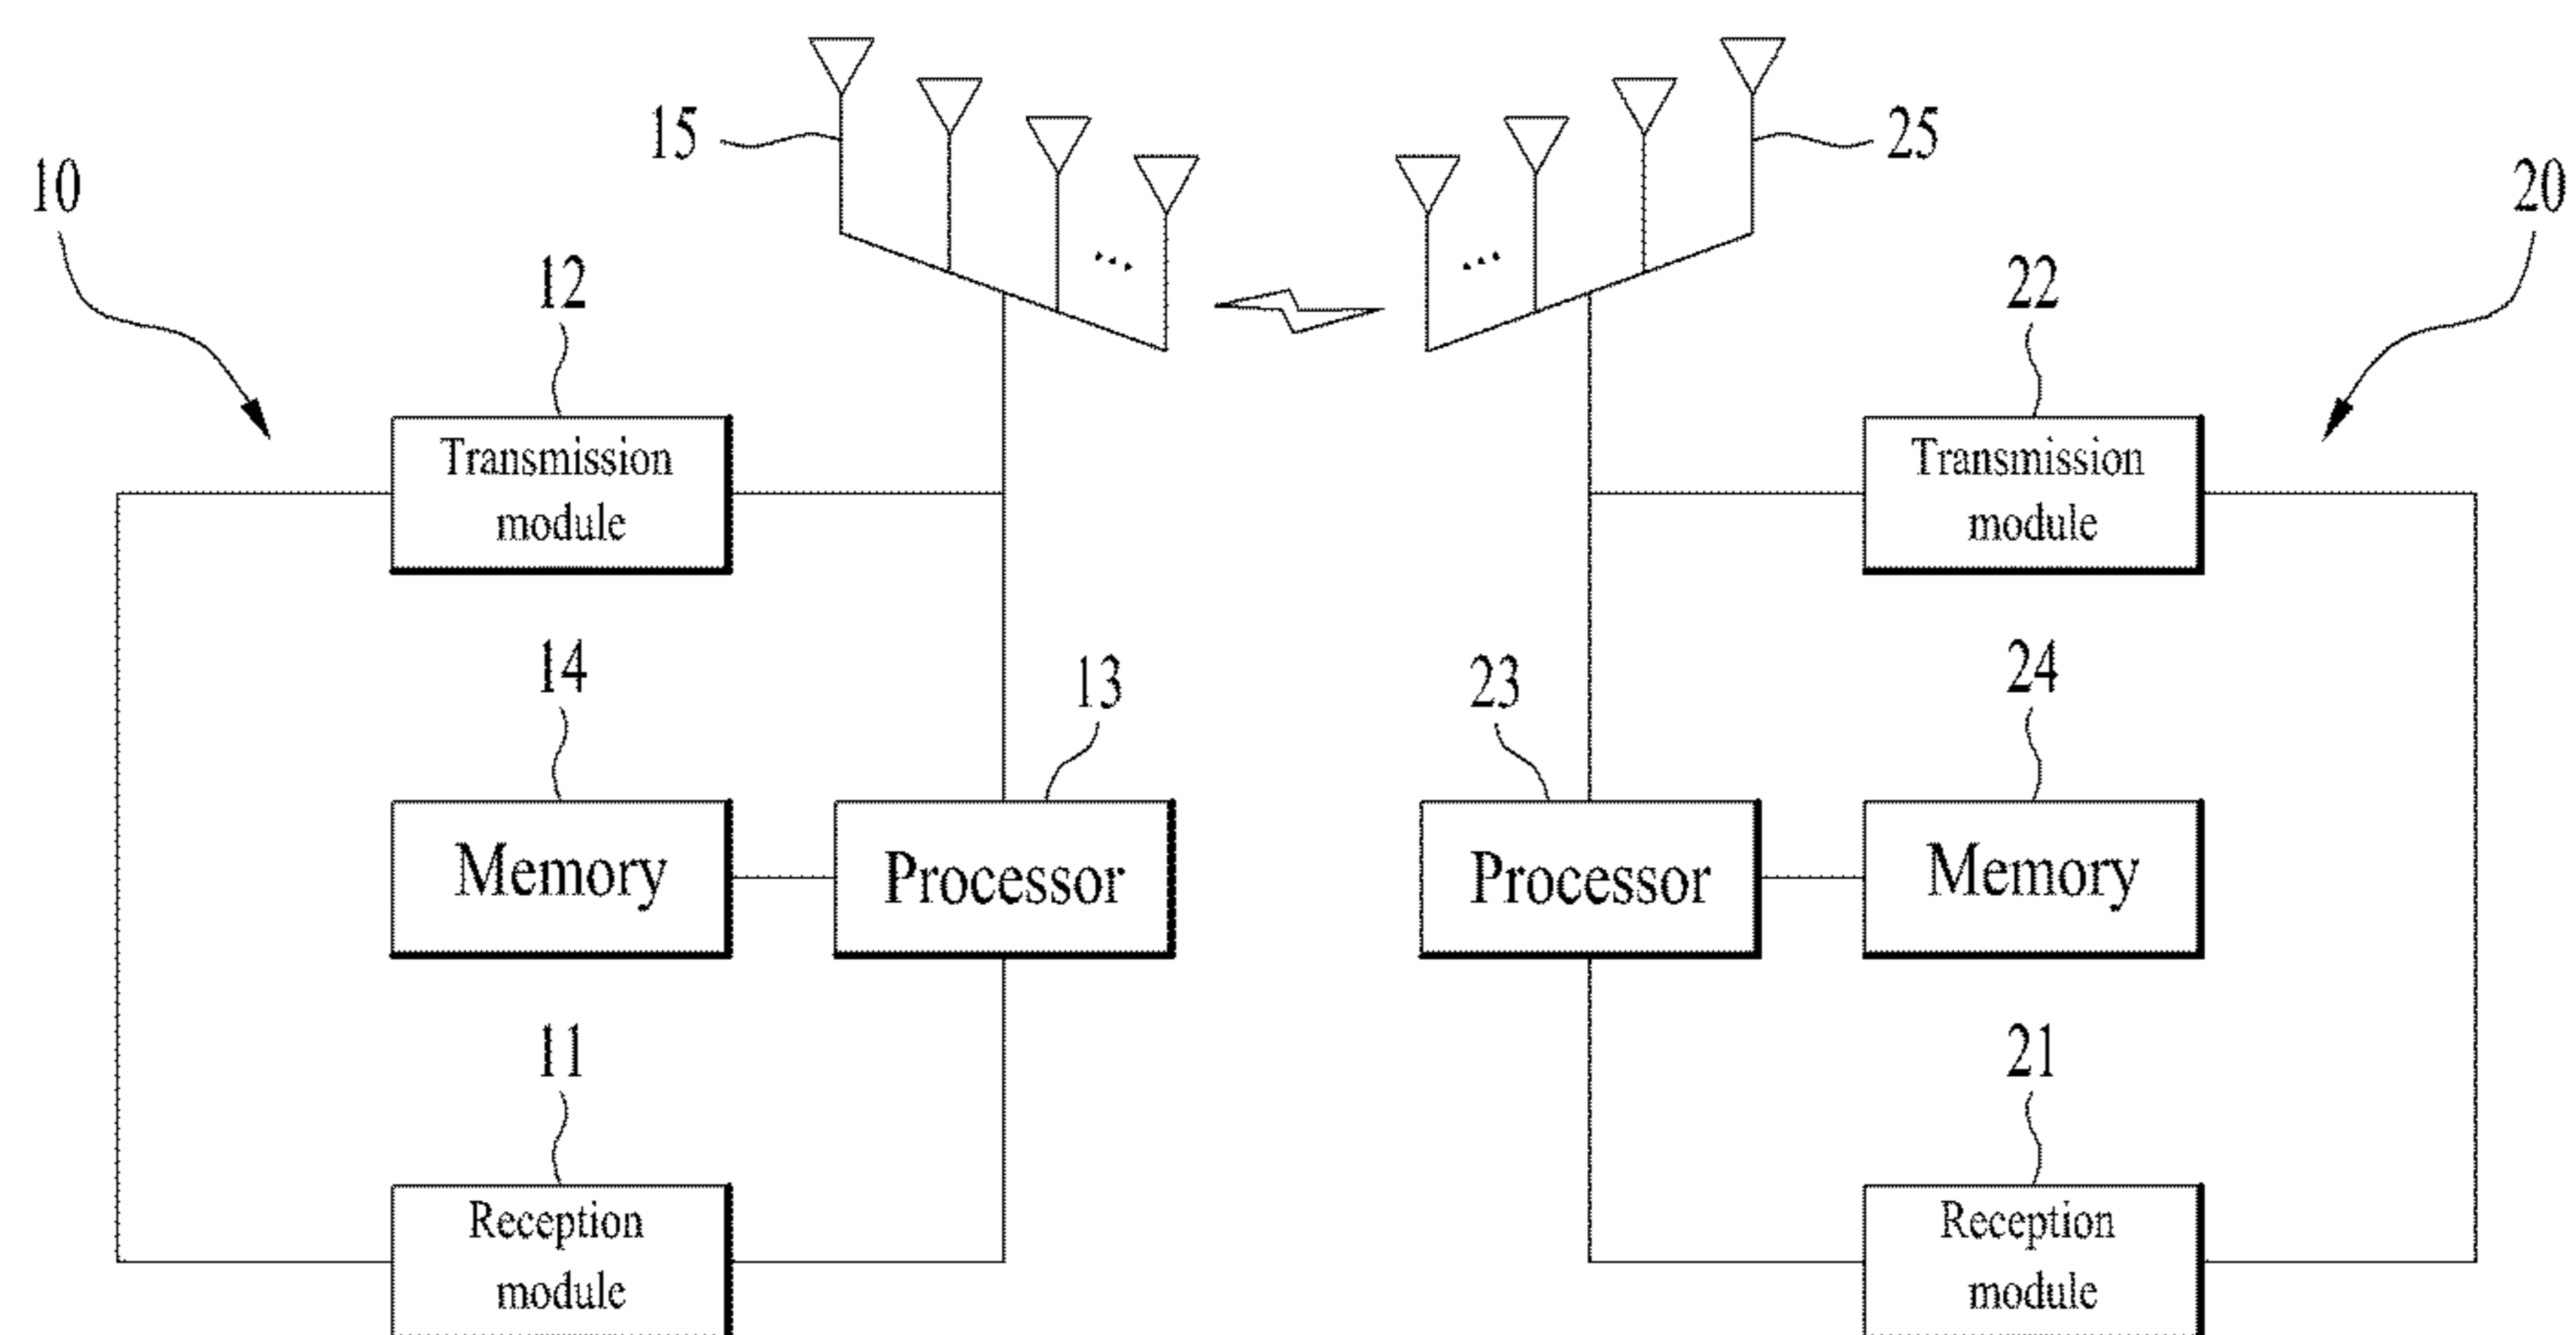 15
25
10
20
12
22
Transmission
module
Transmission
module
14
13
23
24
Memory
Processor
Processor
Memory
11
21
Reception
module
Reception
module